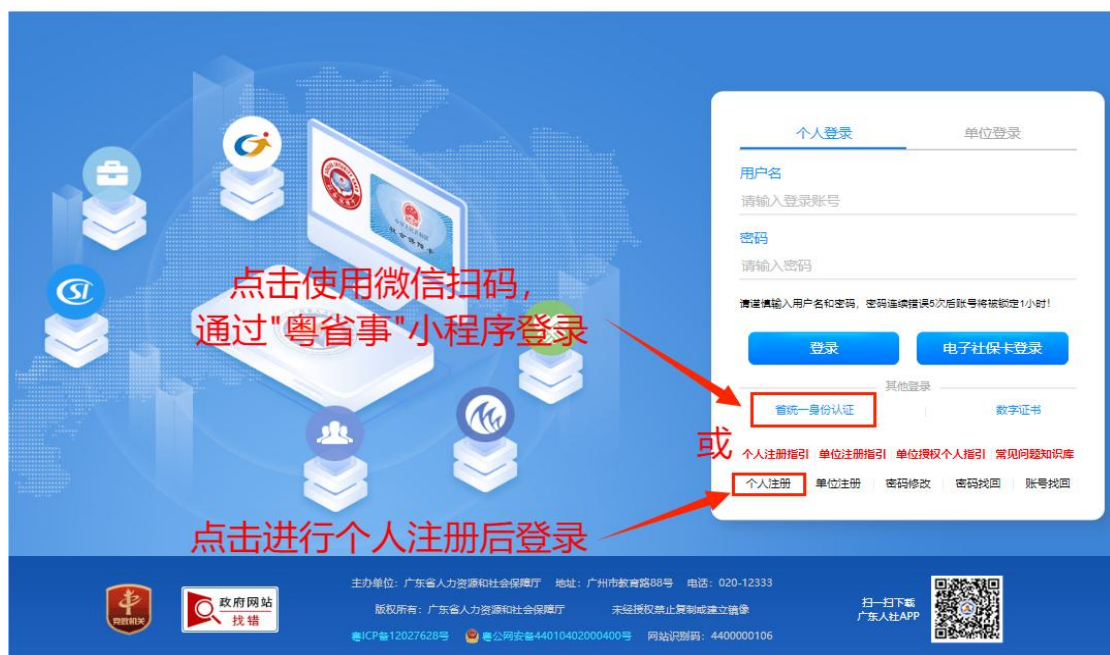 个人登录
单位登录
用户名
请输入登录账号
密码
请输入密码
请谨慎输入用户名和密码，密码连续错误5次后账号将被锁定1小时！
登录
电子社保卡登录
其他登录
省统一身份认证
数字证书
个人注册指引 单位注册指引 单位授权个人指引 常见问题知识库
个人注册 单位注册 密码修改 密码找回 账号找回
点击使用微信扫码，
通过"粤省事"小程序登录
或
点击进行个人注册后登录
社会保障卡
党政机关
政府网站
找错
主办单位：广东省人力资源和社会保障厅 地址：广州市教育路88号 电话：020-12333
版权所有：广东省人力资源和社会保障厅 未经授权禁止复制或建立镜像
粤ICP备12027628号 粤公网安备44010402000400号 网站识别码：4400000106
扫一扫下载
广东人社APP